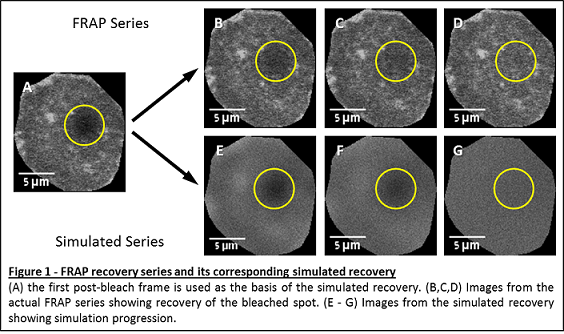 FRAP Series
B
C
D
5 µm
5 µm
5 µm
A
5 µm
E
F
G
5 µm
5 µm
5 µm
Simulated Series
Figure 1 - FRAP recovery series and its corresponding simulated recovery
(A) the first post-bleach frame is used as the basis of the simulated recovery. (B,C,D) Images from the
actual FRAP series showing recovery of the bleached spot. (E - G) Images from the simulated recovery
showing simulation progression.